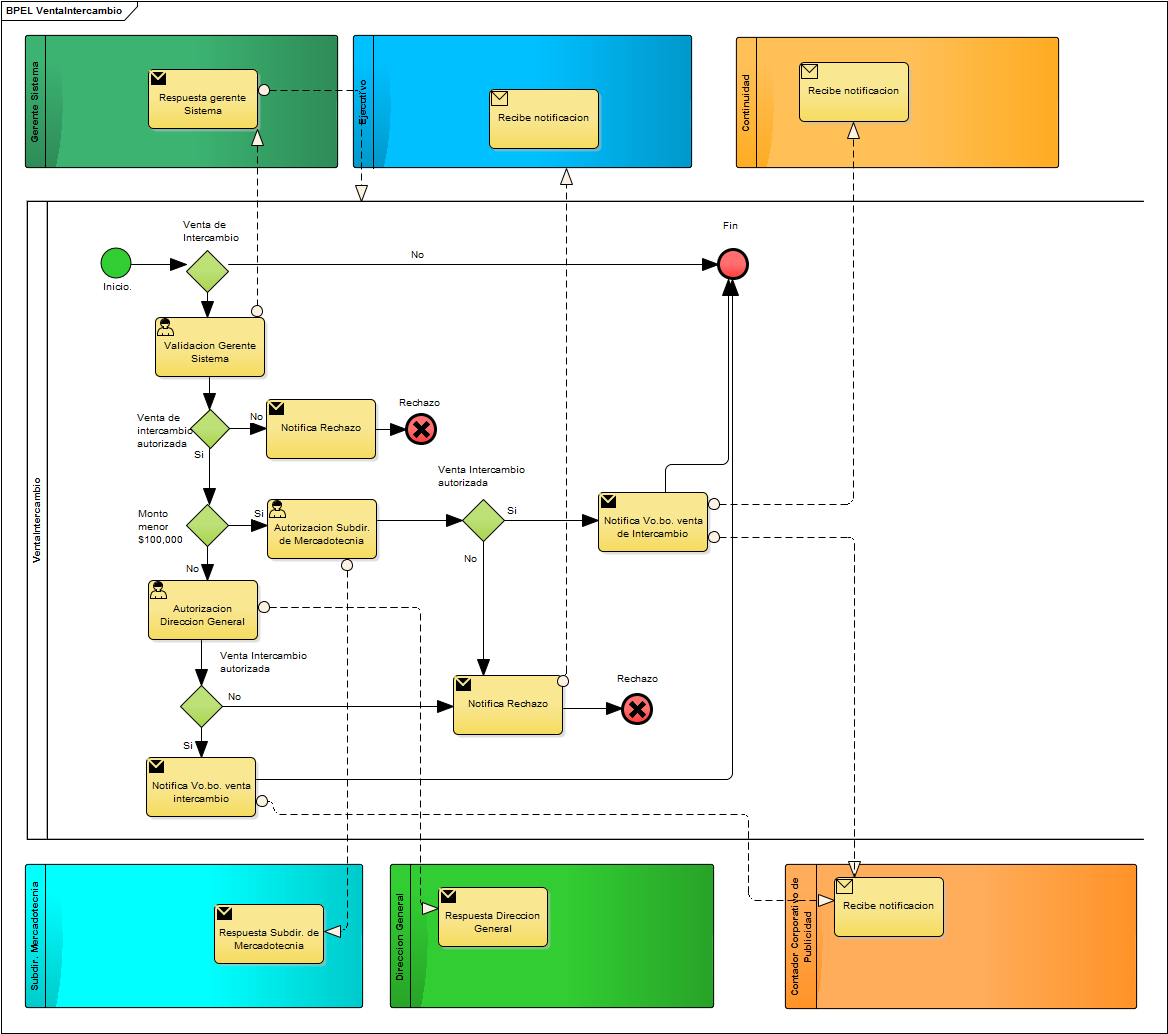 BPEL VentaIntercambio
Gerente Sistema
Respuesta gerente
Sistema
Ejecutivo
Recibe notificacion
Continuidad
Recibe notificacion
VentaIntercambio
Venta de
Intercambio
No
Fin
Inicio.
Validacion Gerente
Sistema
Venta de
intercambio
autorizada
No
Si
Notifica Rechazo
Rechazo
Monto
menor
$100,000
Si
No
Autorizacion Subdir.
de Mercadotecnia
Venta Intercambio
autorizada
Si
No
Notifica Vo.bo. venta
de Intercambio
Autorizacion
Direccion General
Venta Intercambio
autorizada
No
Si
Notifica Rechazo
Rechazo
Notifica Vo.bo. venta
intercambio
Subdir. Mercadotecnia
Respuesta Subdir. de
Mercadotecnia
Direccion General
Respuesta Direccion
General
Contador Corporativo de
Publicidad
Recibe notificacion